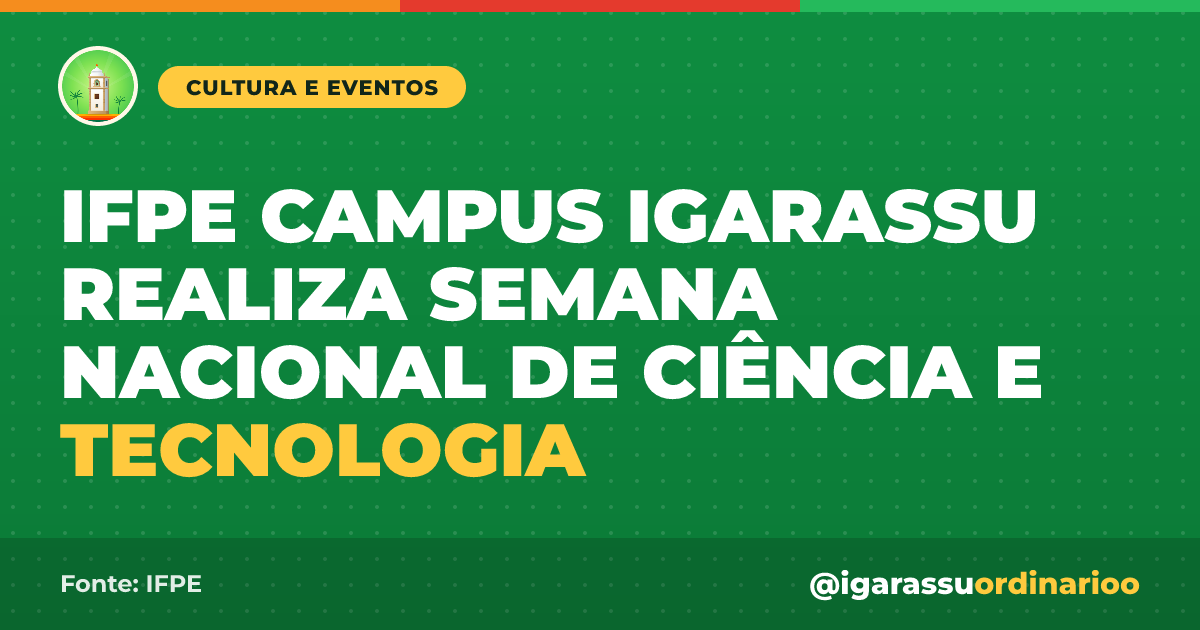 CULTURA E EVENTOS
IFPE CAMPUS IGARASSU
REALIZA SEMANA
NACIONAL DE CIÊNCIA E
TECNOLOGIA
Fonte: IFPE
@igarassuordinarioo